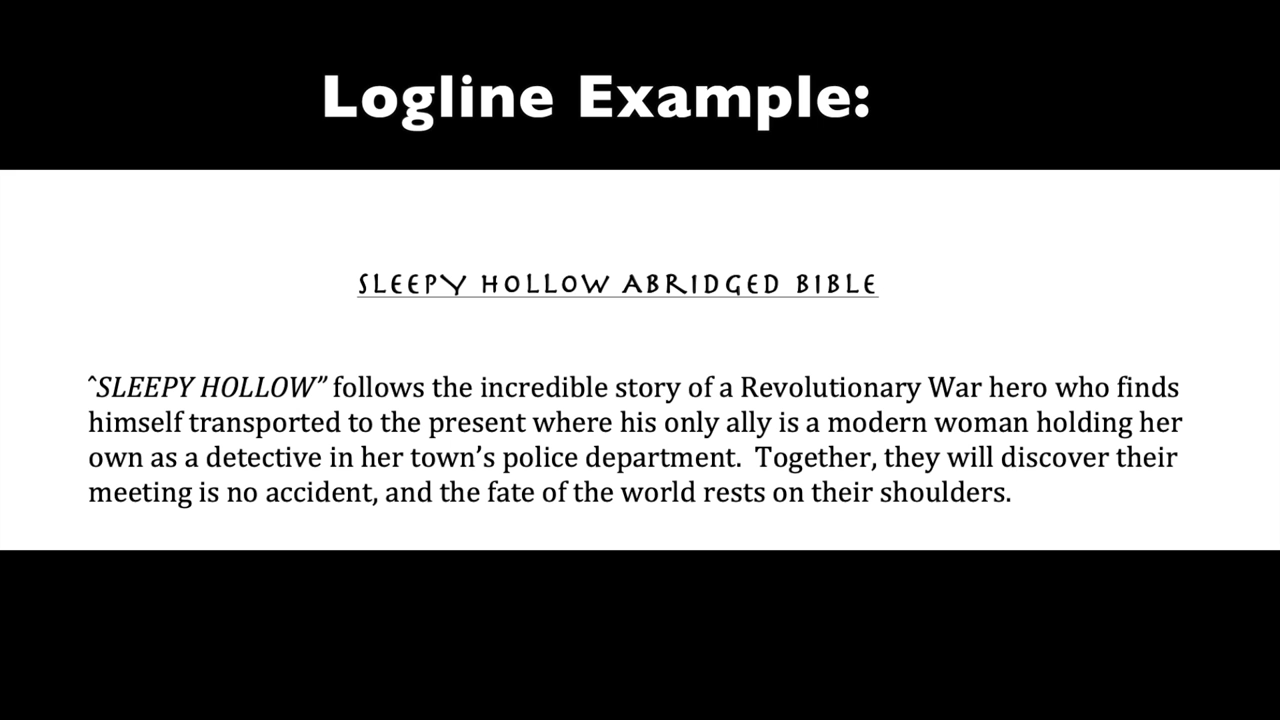 Logline Example:
SLEEPY HOLLOW ABRIDGED BIBLE
ˆSLEEPY HOLLOW” follows the incredible story of a Revolutionary War hero who finds
himself transported to the present where his only ally is a modern woman holding her
own as a detective in her town’s police department.  Together, they will discover their
meeting is no accident, and the fate of the world rests on their shoulders.